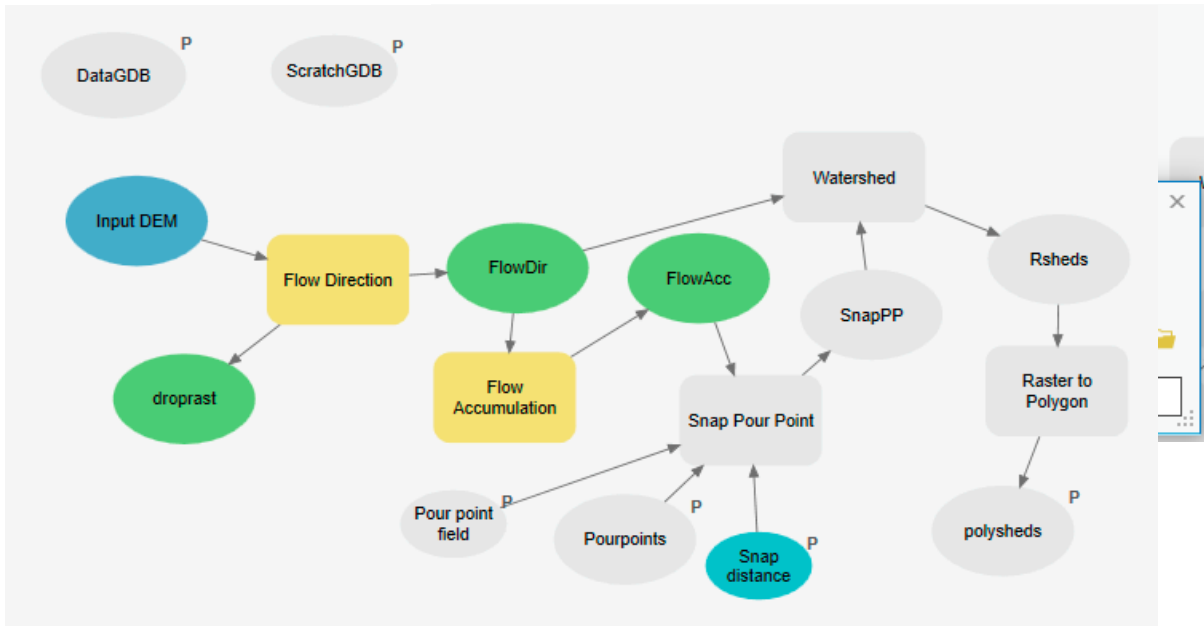 DataGDB
P
ScratchGDB
P
Input DEM
Flow Direction
FlowDir
FlowAcc
Watershed
Rsheds
SnapPP
droprast
Flow
Accumulation
Snap Pour Point
Raster to
Polygon
Pour point
field
P
Pourpoints
P
Snap
distance
P
polysheds
P